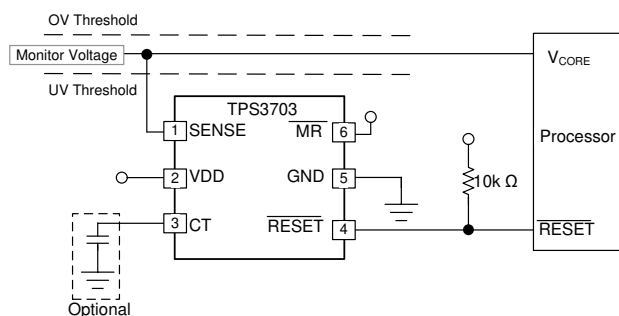 OV Threshold
Monitor Voltage
UV Threshold
VCORE
TPS3703
1 SENSE
MR 6
Processor
2 VDD
GND 5
10k Ω
3 CT
RESET 4
RESET
Optional